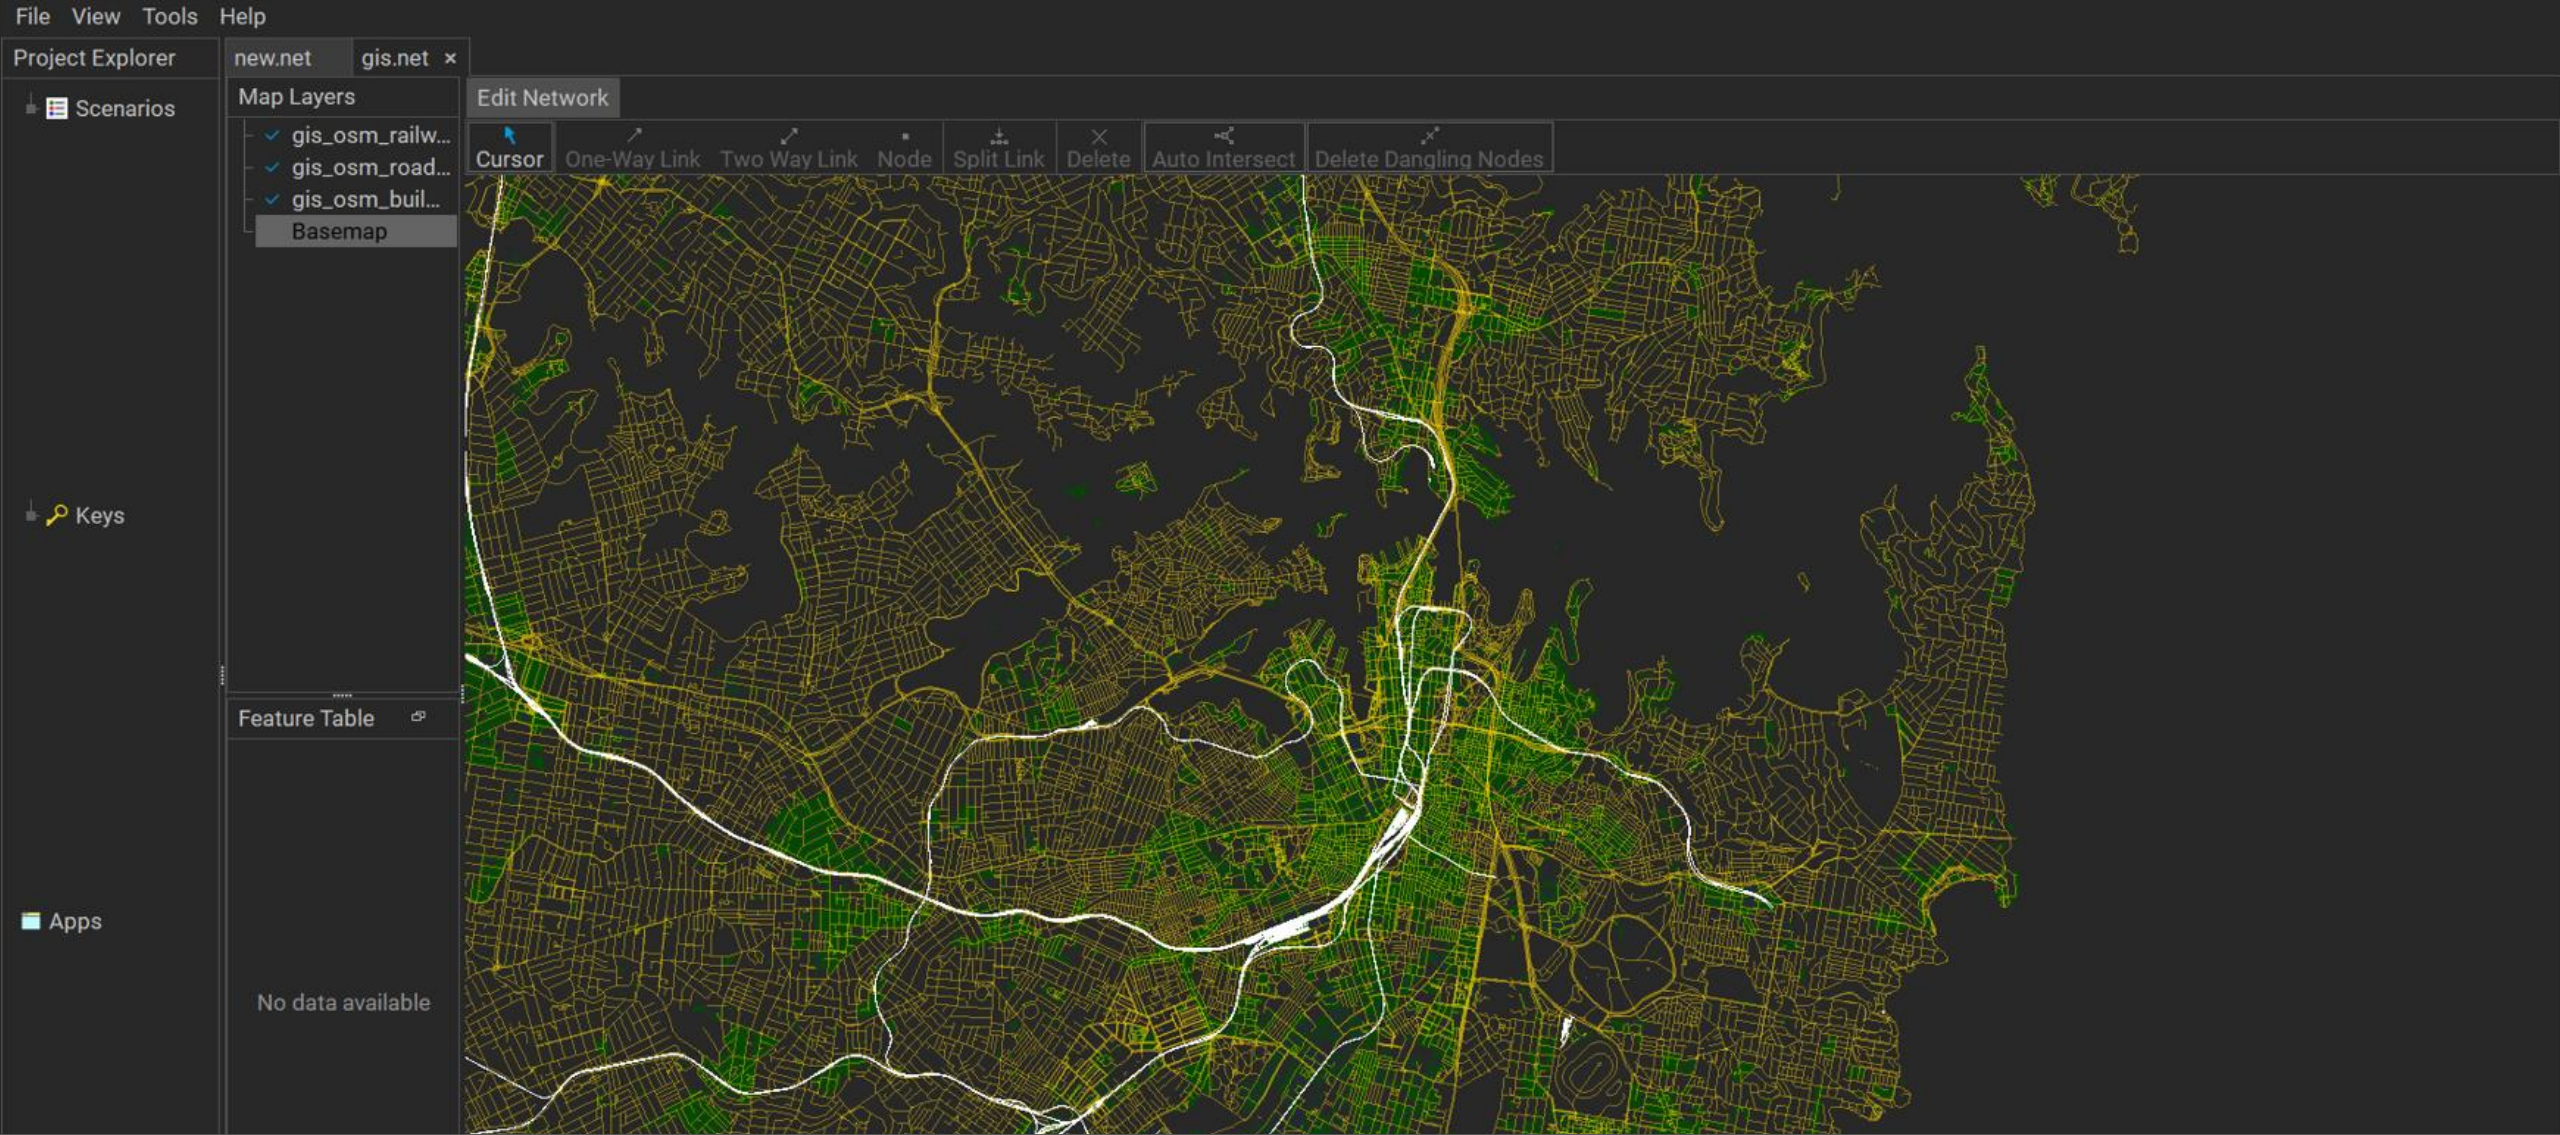 File View Tools Help
Project Explorer
new.net
gis.net ×
Scenarios
Keys
Apps
Map Layers
gis_osm_railw...
gis_osm_road...
gis_osm_buil...
Basemap
Feature Table
No data available
Edit Network
Cursor One-Way Link Two Way Link Node Split Link Delete Auto Intersect Delete Dangling Nodes